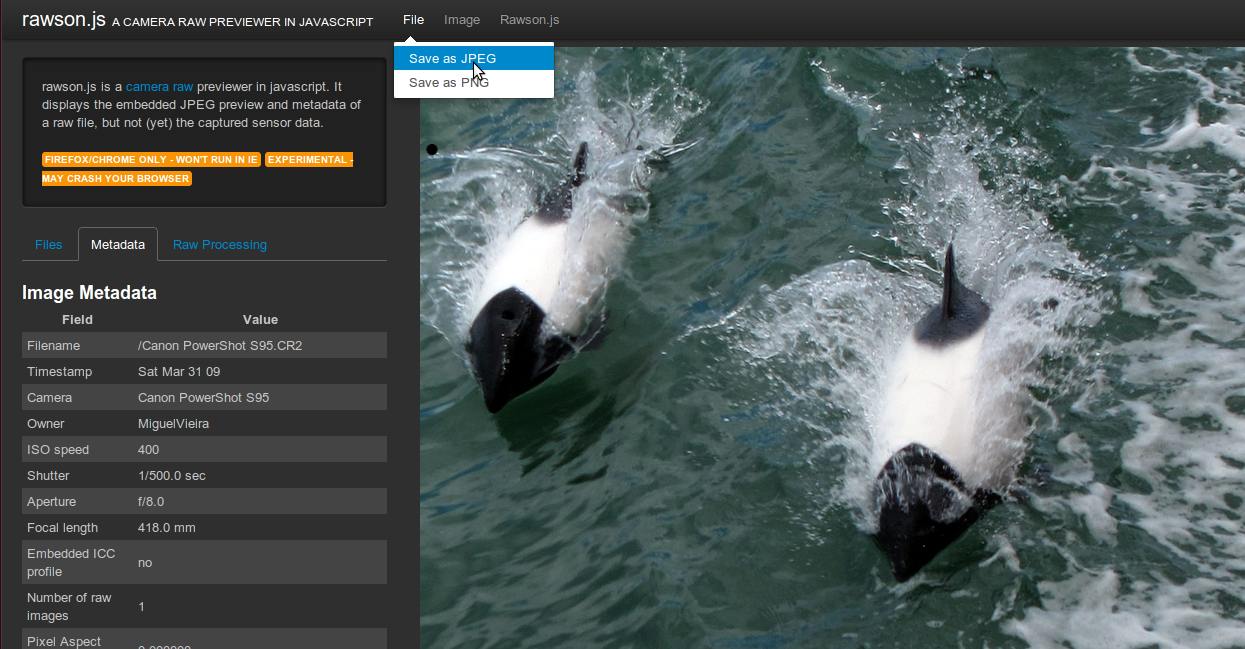 rawson.js A CAMERA RAW PREVIEWER IN JAVASCRIPT File Image Rawson.js
Save as JPEG
Save as PNG
rawson.js is a camera raw previewer in javascript. It
displays the embedded JPEG preview and metadata of
a raw file, but not (yet) the captured sensor data.
FIREFOX/CHROME ONLY - WON'T RUN IN IE EXPERIMENTAL -
MAY CRASH YOUR BROWSER
Files Metadata Raw Processing
Image Metadata
Field Value
Filename /Canon PowerShot S95.CR2
Timestamp Sat Mar 31 09
Camera Canon PowerShot S95
Owner MiguelVieira
ISO speed 400
Shutter 1/500.0 sec
Aperture f/8.0
Focal length 418.0 mm
Embedded ICC
profile no
Number of raw
images 1
Pixel Aspect